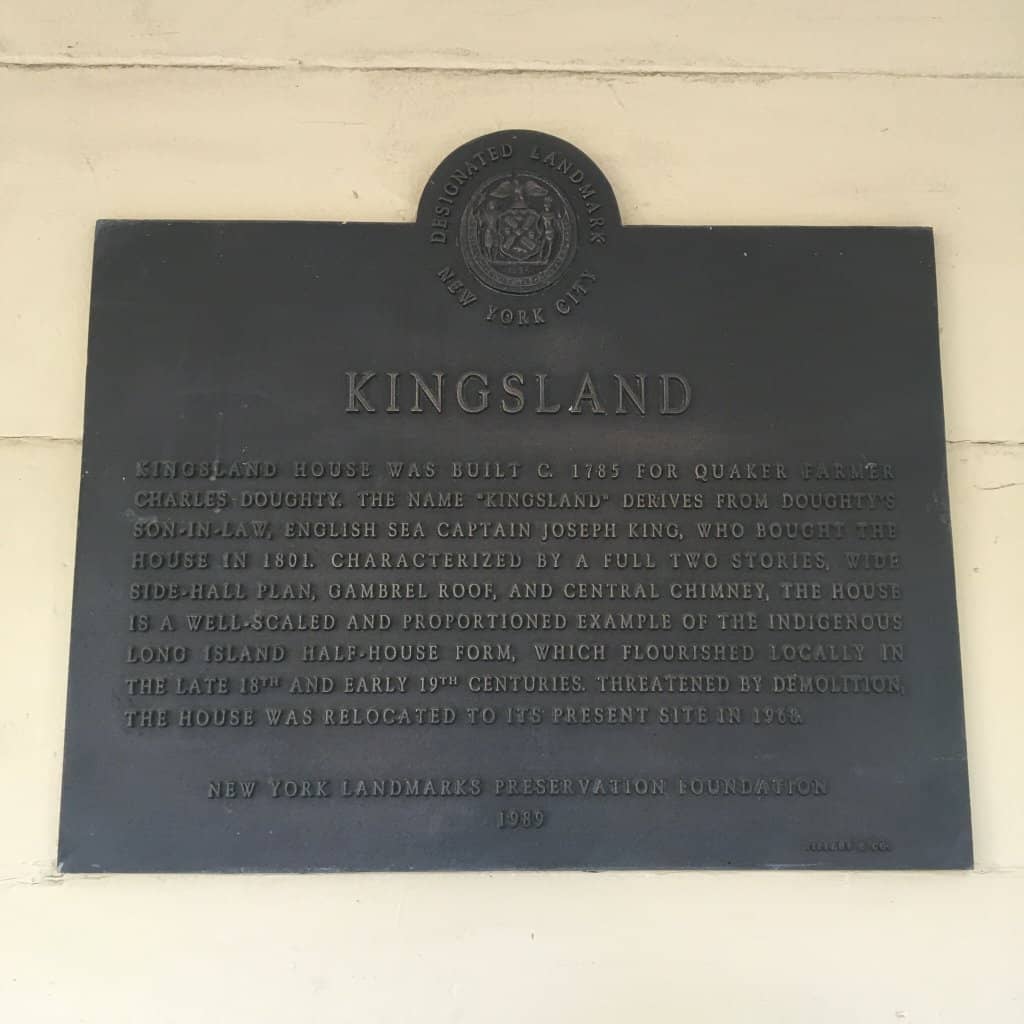 DESIGNATED LANDMARK
NEW YORK CITY
KINGSLAND
KINGSLAND HOUSE WAS BUILT C. 1785 FOR QUAKER FARMER
CHARLES DOUGHTY. THE NAME "KINGSLAND" DERIVES FROM DOUGHTY'S
SON-IN-LAW, ENGLISH SEA CAPTAIN JOSEPH KING, WHO BOUGHT THE
HOUSE IN 1801. CHARACTERIZED BY A FULL TWO STORIES, WIDE
SIDE-HALL PLAN, GAMBREL ROOF, AND CENTRAL CHIMNEY, THE HOUSE
IS A WELL-SCALED AND PROPORTIONED EXAMPLE OF THE INDIGENOUS
LONG ISLAND HALF-HOUSE FORM, WHICH FLOURISHED LOCALLY IN
THE LATE 18TH AND EARLY 19TH CENTURIES. THREATENED BY DEMOLITION,
THE HOUSE WAS RELOCATED TO ITS PRESENT SITE IN 1968.
NEW YORK LANDMARKS PRESERVATION FOUNDATION
1989